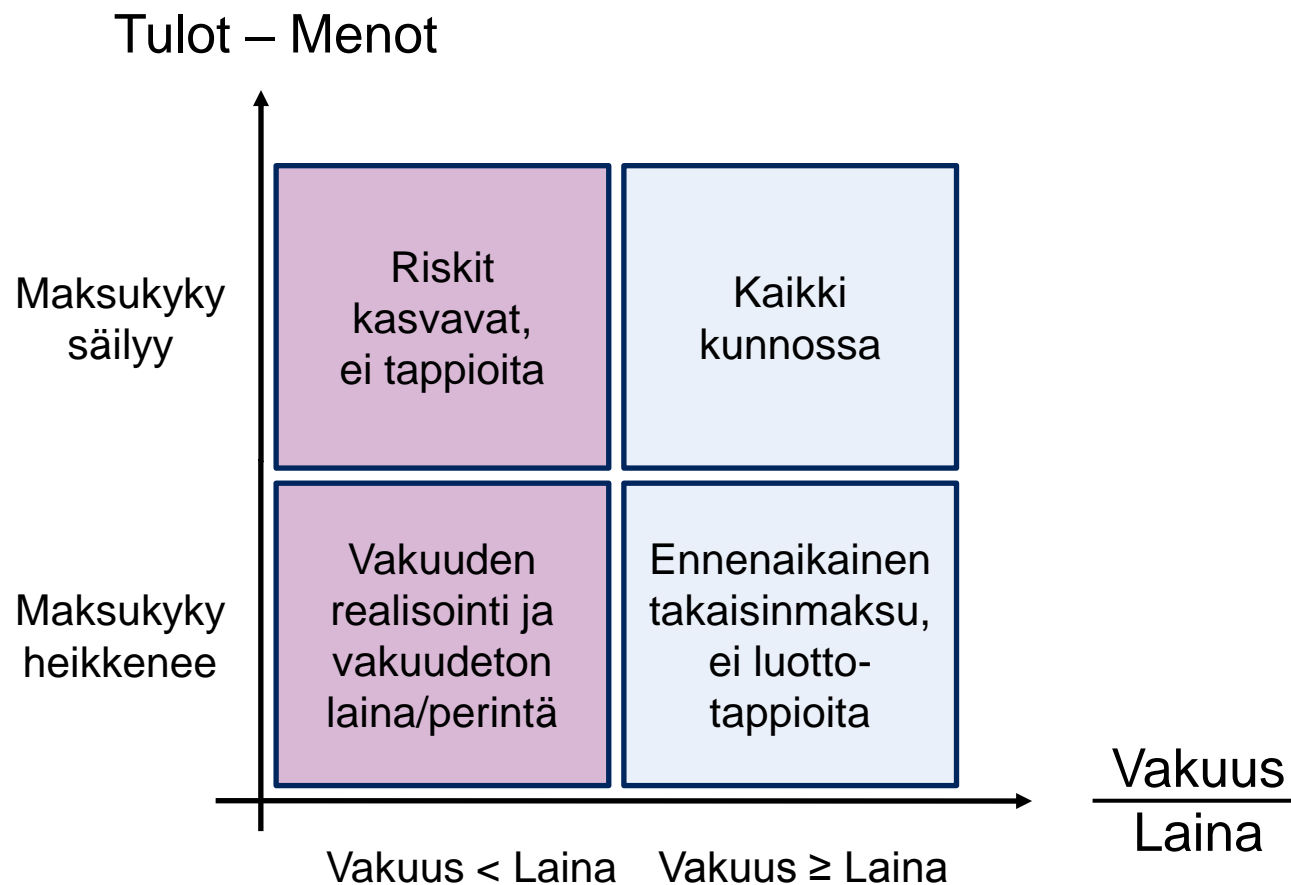 Tulot – Menot
Maksukyky
säilyy
Riskit
kasvavat,
ei tappioita
Kaikki
kunnossa
Maksukyky
heikkenee
Vakuuden
realisointi ja
vakuudeton
laina/perintä
Ennenaikainen
takaisinmaksu,
ei luotto-
tappioita
Vakuus
Laina
Vakuus < Laina
Vakuus ≥ Laina